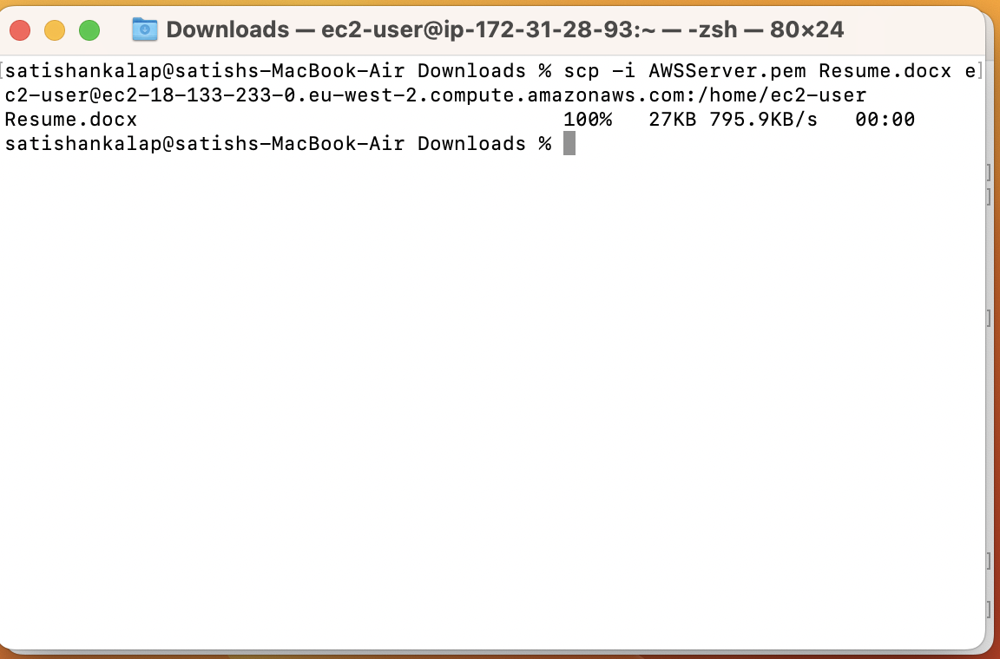 Downloads — ec2-user@ip-172-31-28-93:~ — -zsh — 80×24
[satishankalap@satishs-MacBook-Air Downloads % scp -i AWSServer.pem Resume.docx e]
c2-user@ec2-18-133-233-0.eu-west-2.compute.amazonaws.com:/home/ec2-user
Resume.docx 100% 27KB 795.9KB/s 00:00
satishankalap@satishs-MacBook-Air Downloads %
]
]
]
]
]